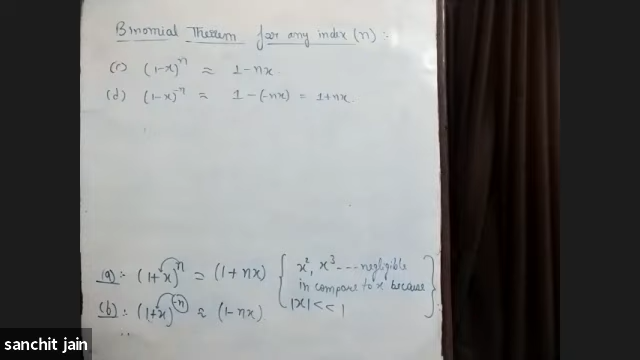 Binomial Theorem for any index (n) :-
(c) (1-x)^n ≈ 1-nx.
(d) (1-x)^-n ≈ 1-(-nx) = 1+nx.
(a) :- (1+x)^n = (1+nx) { x², x³ --- negligible
in compare to x because
(b) :- (1+x)^(-n) ≈ (1-nx) |x| << 1 }
sanchit jain